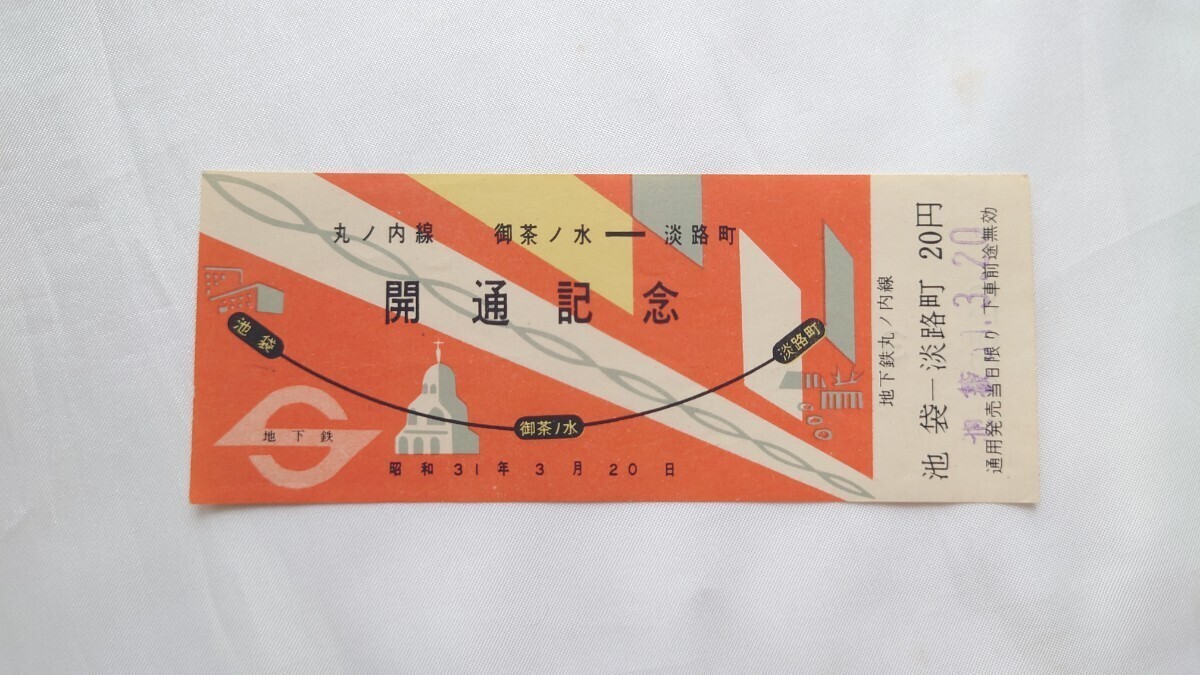 丸ノ内線　御茶ノ水ー淡路町
開通記念
池袋
御茶ノ水
淡路町
地下鉄
昭和31年3月20日
地下鉄丸ノ内線
池袋ー淡路町 20円
通用発売当日限り 下車前途無効
3.20